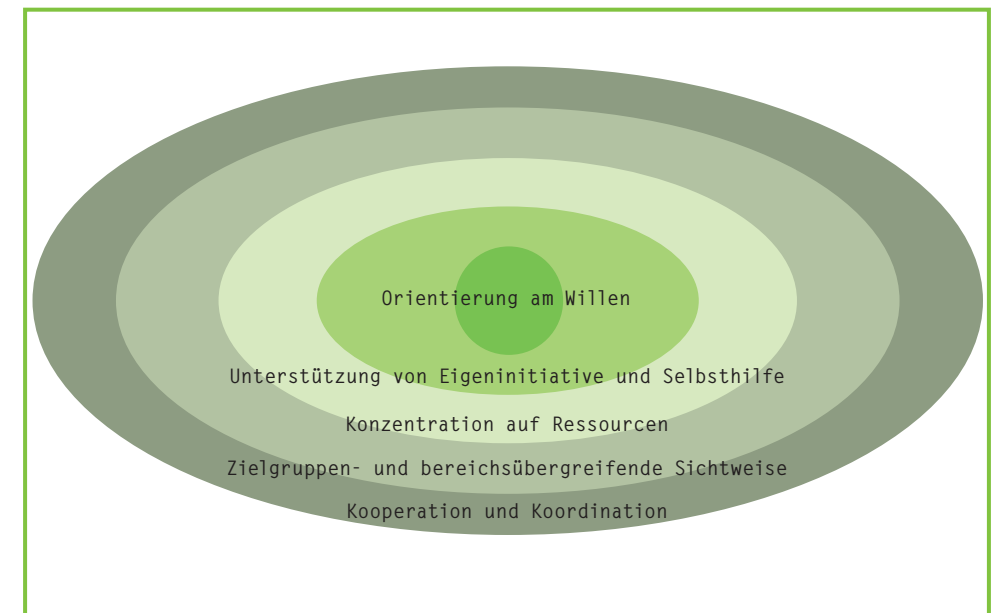 Orientierung am Willen
Unterstützung von Eigeninitiative und Selbsthilfe
Konzentration auf Ressourcen
Zielgruppen- und bereichsübergreifende Sichtweise
Kooperation und Koordination